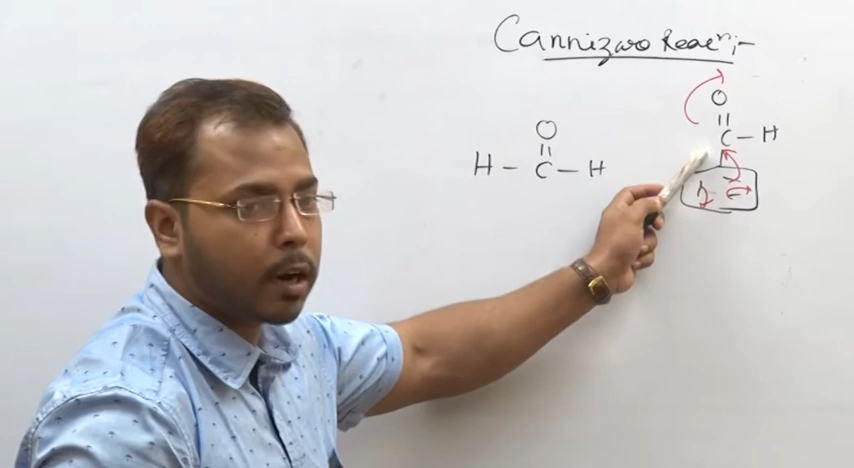 Cannizaro Reacn:-
O
O
||
C - H
||
H - C - H